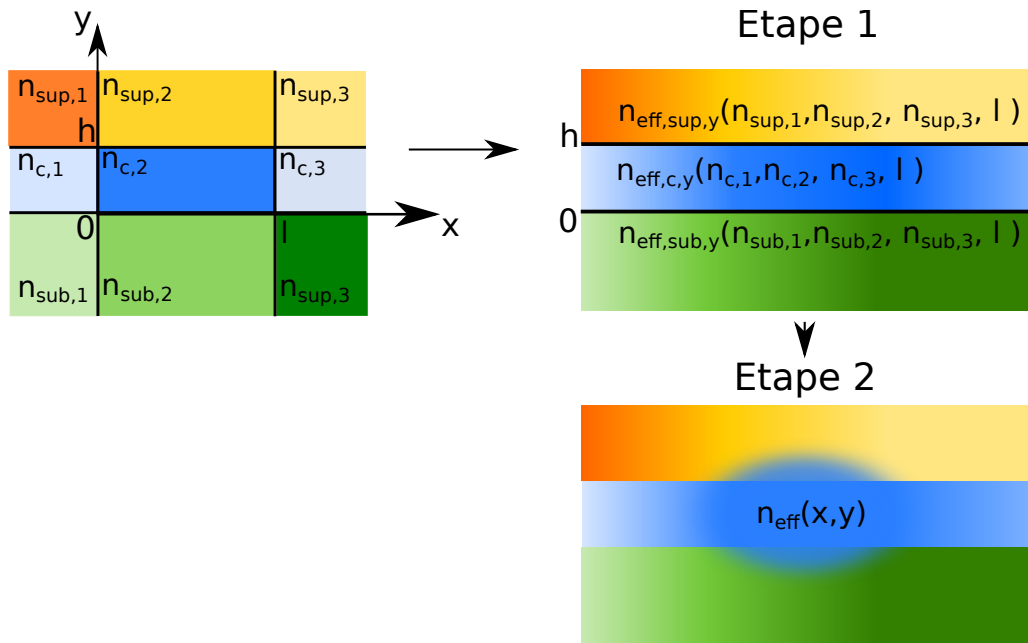 y
n_sup,1 n_sup,2 n_sup,3
h
n_c,1 n_c,2 n_c,3
0 l x
n_sub,1 n_sub,2 n_sup,3
Etape 1
n_eff,sup,y(n_sup,1,n_sup,2, n_sup,3, l )
h
n_eff,c,y(n_c,1,n_c,2, n_c,3, l )
0
n_eff,sub,y(n_sub,1,n_sub,2, n_sub,3, l )
Etape 2
n_eff(x,y)